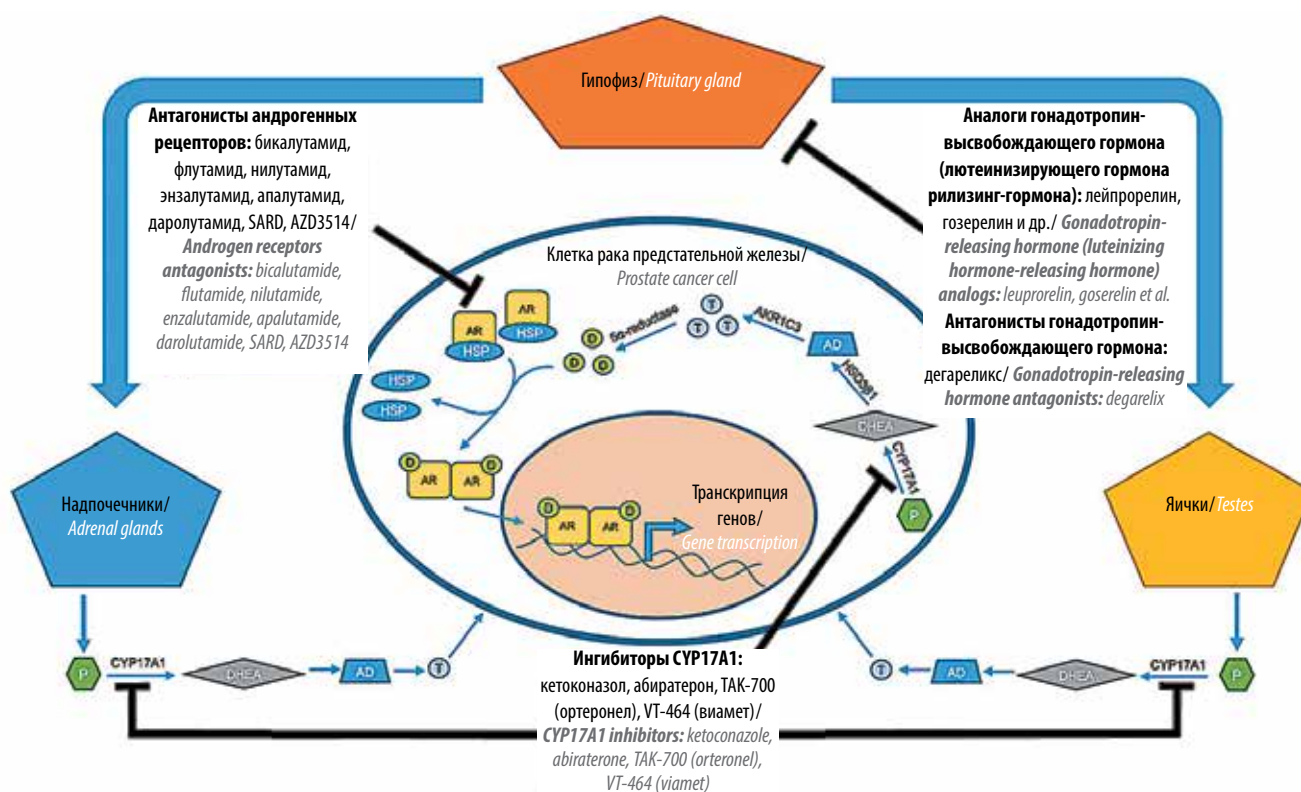 Гипофиз/Pituitary gland
Антагонисты андрогенных
рецепторов: бикалутамид,
флутамид, нилутамид,
энзалутамид, апалутамид,
даролутамид, SARD, AZD3514/
Androgen receptors
antagonists: bicalutamide,
flutamide, nilutamide,
enzalutamide, apalutamide,
darolutamide, SARD, AZD3514
Аналоги гонадотропин-
высвобождающего гормона
(лютеинизирующего гормона
рилизинг-гормона): лейпрорелин,
гозерелин и др./ Gonadotropin-
releasing hormone (luteinizing
hormone-releasing hormone)
analogs: leuprorelin, goserelin et al.
Антагонисты гонадотропин-
высвобождающего гормона:
дегареликс/ Gonadotropin-releasing
hormone antagonists: degarelix
Клетка рака предстательной железы/
Prostate cancer cell
AR
HSP
AR
HSP
HSP
HSP
D
D
D
5α-reductase
T
T
T
AKR1C3
AD
HSD3β1
DHEA
CYP17A1
P
D
AR
AR
D
D
AR
AR
D
Транскрипция
генов/
Gene transcription
Надпочечники/
Adrenal glands
Яички/Testes
P
CYP17A1
DHEA
AD
T
T
AD
DHEA
CYP17A1
P
Ингибиторы CYP17A1:
кетоконазол, абиратерон, TAK-700
(ортеронел), VT-464 (виамет)/
CYP17A1 inhibitors: ketoconazole,
abiraterone, TAK-700 (orteronel),
VT-464 (viamet)